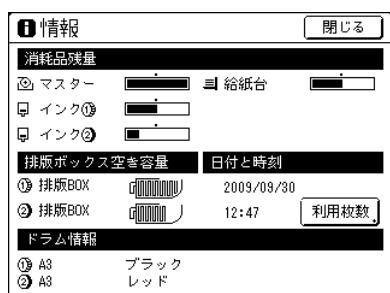 i 情報 閉じる
消耗品残量
マスター 給紙台
インク①
インク②
排版ボックス空き容量 日付と時刻
① 排版BOX 2009/09/30
② 排版BOX 12:47 利用枚数
ドラム情報
① A3 ブラック
② A3 レッド